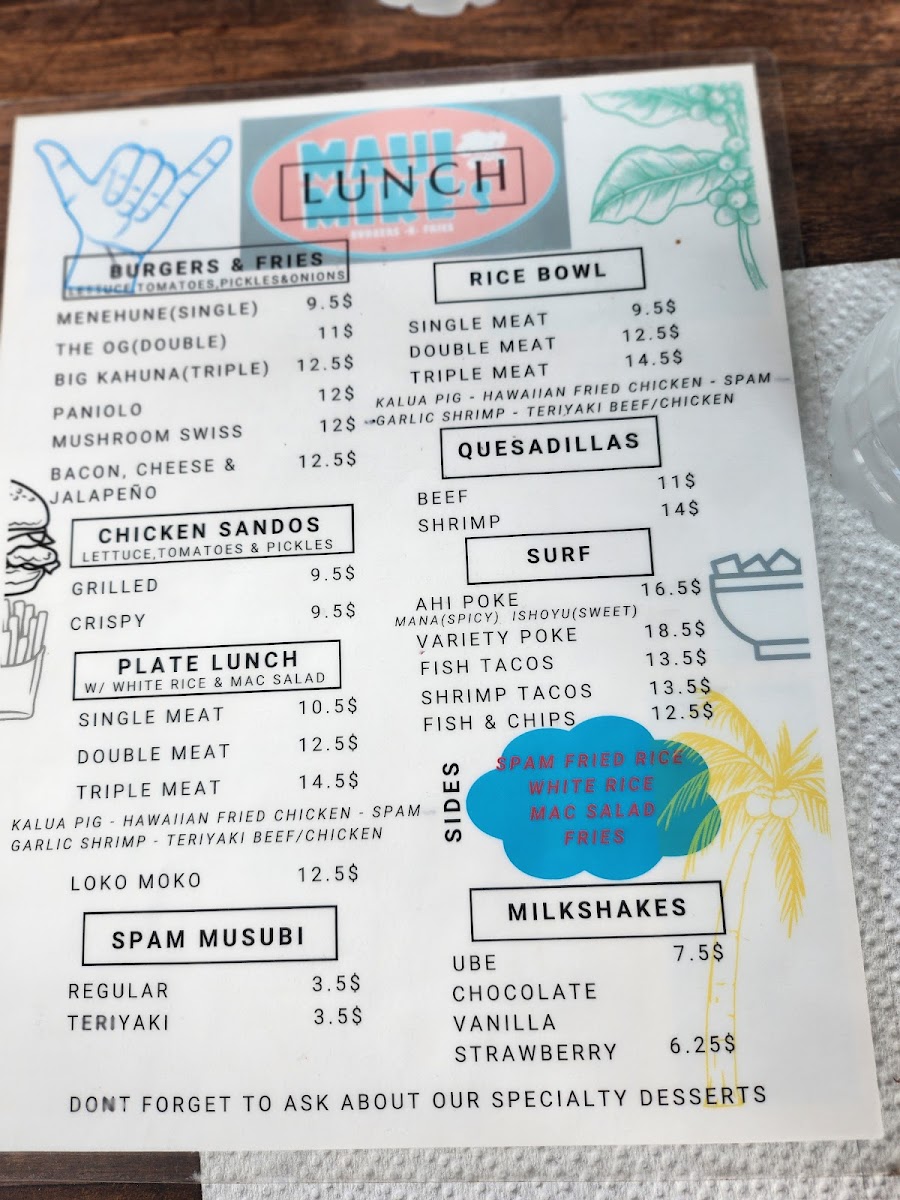 MAUI
MIKE'S
LUNCH
BURGERS & FRIES
BURGERS & FRIES
LETTUCE,TOMATOES,PICKLES&ONIONS
MENEHUNE(SINGLE) 9.5$
THE OG(DOUBLE) 11$
BIG KAHUNA(TRIPLE) 12.5$
PANIOLO 12$
MUSHROOM SWISS 12$
BACON, CHEESE & 12.5$
JALAPEÑO
CHICKEN SANDOS
LETTUCE,TOMATOES & PICKLES
GRILLED 9.5$
CRISPY 9.5$
PLATE LUNCH
W/ WHITE RICE & MAC SALAD
SINGLE MEAT 10.5$
DOUBLE MEAT 12.5$
TRIPLE MEAT 14.5$
KALUA PIG - HAWAIIAN FRIED CHICKEN - SPAM
GARLIC SHRIMP - TERIYAKI BEEF/CHICKEN
LOKO MOKO 12.5$
SPAM MUSUBI
REGULAR 3.5$
TERIYAKI 3.5$
RICE BOWL
SINGLE MEAT 9.5$
DOUBLE MEAT 12.5$
TRIPLE MEAT 14.5$
KALUA PIG - HAWAIIAN FRIED CHICKEN - SPAM
GARLIC SHRIMP - TERIYAKI BEEF/CHICKEN
QUESADILLAS
BEEF 11$
SHRIMP 14$
SURF
AHI POKE 16.5$
MANA(SPICY) ISHOYU(SWEET)
VARIETY POKE 18.5$
FISH TACOS 13.5$
SHRIMP TACOS 13.5$
FISH & CHIPS 12.5$
SIDES
SPAM FRIED RICE
WHITE RICE
MAC SALAD
FRIES
MILKSHAKES
UBE 7.5$
CHOCOLATE
VANILLA
STRAWBERRY 6.25$
DONT FORGET TO ASK ABOUT OUR SPECIALTY DESSERTS